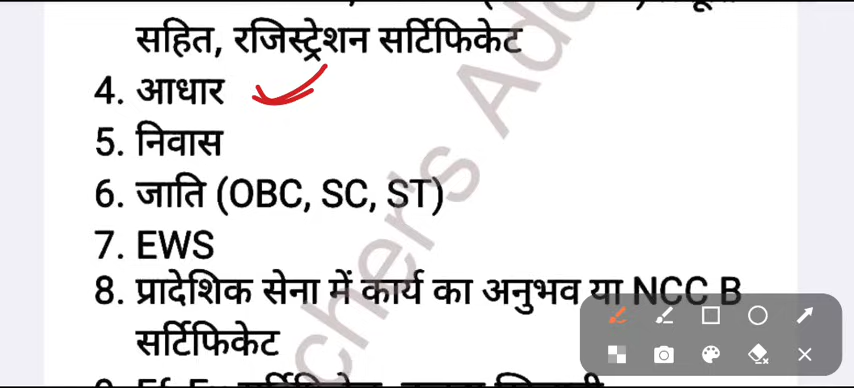 सहित, रजिस्ट्रेशन सर्टिफिकेट
4. आधार
5. निवास
6. जाति (OBC, SC, ST)
7. EWS
8. प्रादेशिक सेना में कार्य का अनुभव या NCC B
सर्टिफिकेट